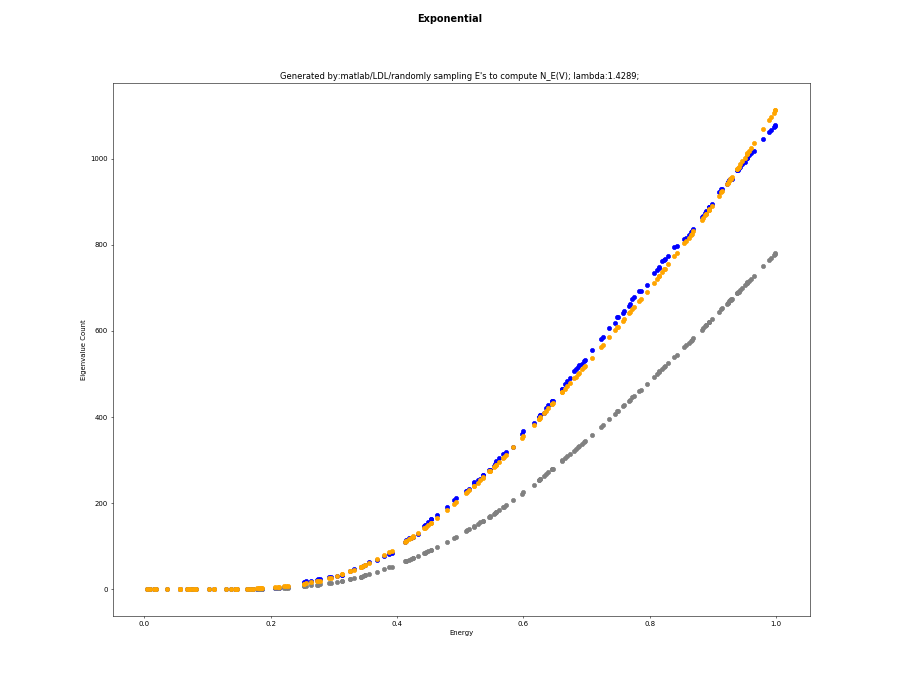 Exponential
Generated by:matlab/LDL/randomly sampling E's to compute N_E(V); lambda:1.4289;
1000
800
600
400
200
0
Eigenvalue Count
0.0 0.2 0.4 0.6 0.8 1.0
Energy